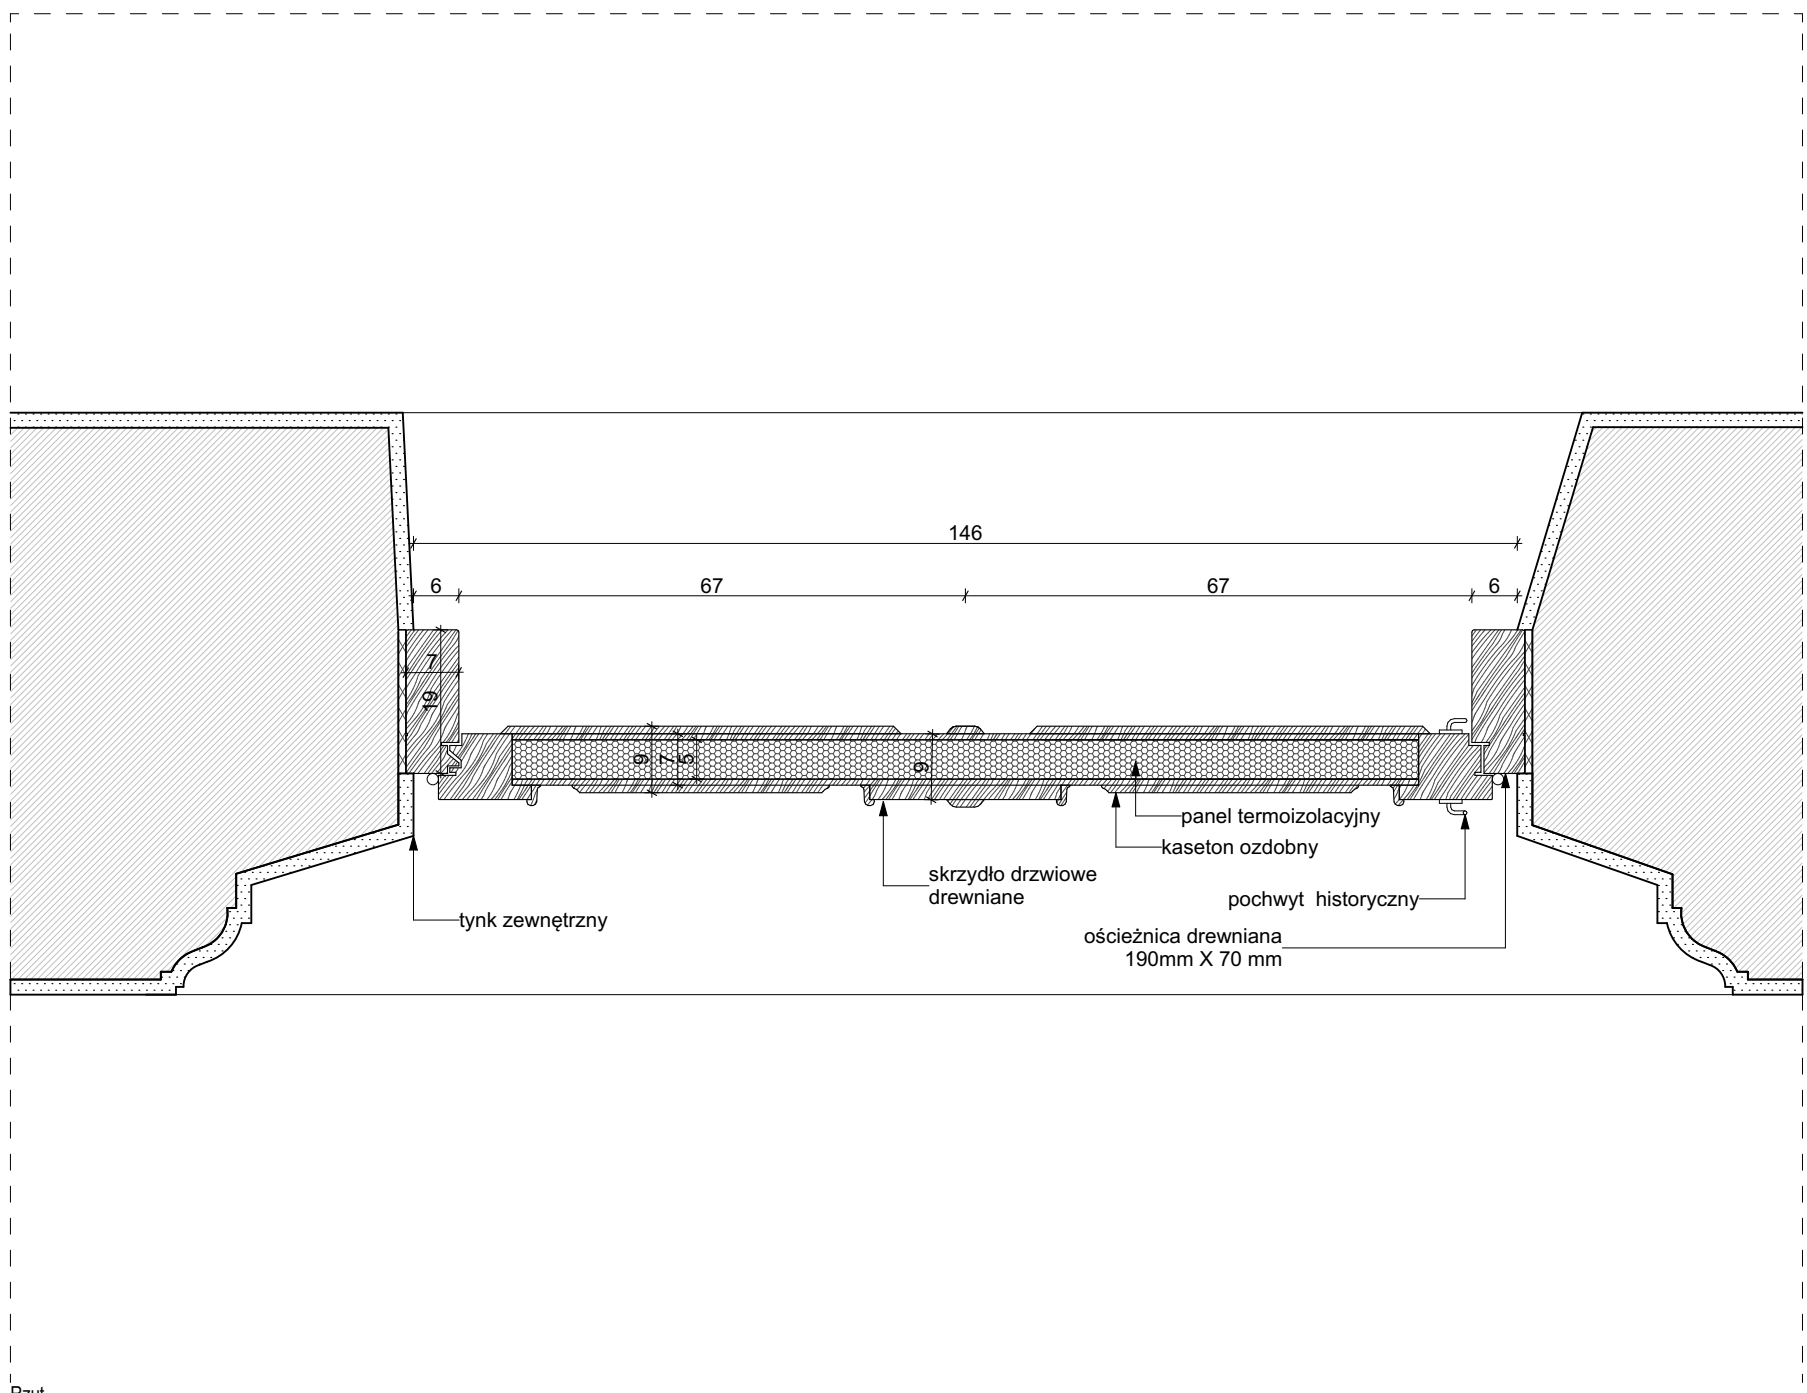 146
6
67
67
6
7
19
9
7
5
9
panel termoizolacyjny
kaseton ozdobny
skrzydło drzwiowe
drewniane
pochwyt historyczny
tynk zewnętrzny
ościeżnica drewniana
190mm X 70 mm
Rzut